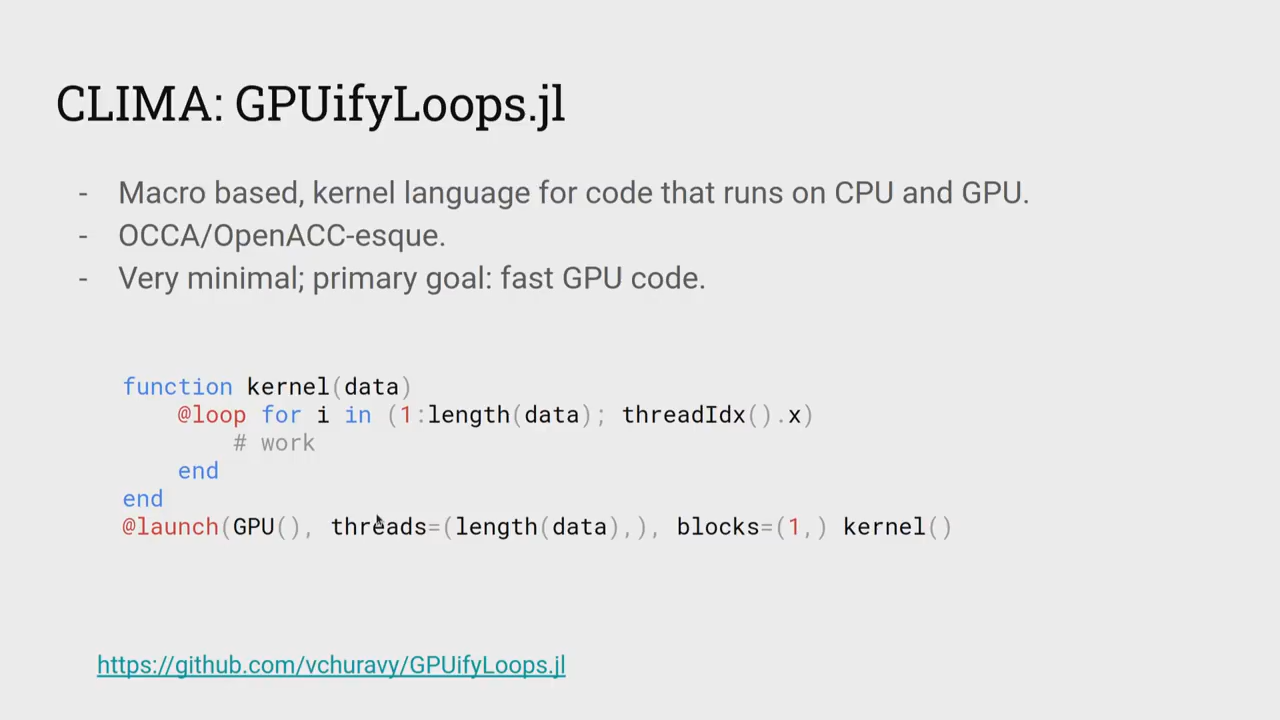 CLIMA: GPUifyLoops.jl
- Macro based, kernel language for code that runs on CPU and GPU.
- OCCA/OpenACC-esque.
- Very minimal; primary goal: fast GPU code.
function kernel(data)
    @loop for i in (1:length(data); threadIdx().x)
        # work
    end
end
@launch(GPU(), threads=(length(data),), blocks=(1,) kernel()
https://github.com/vchuravy/GPUifyLoops.jl